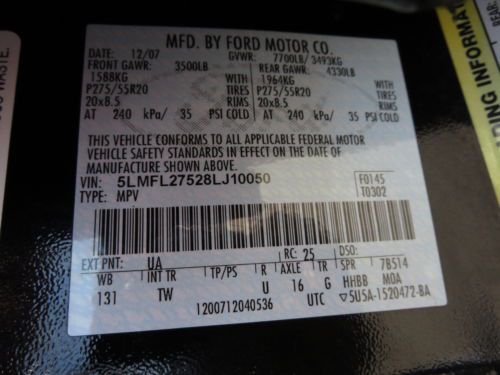 MFD. BY FORD MOTOR CO.
DATE: 12/07 GVWR: 7700LB/ 3493KG
FRONT GAWR: 3500LB REAR GAWR: 4330LB
1588KG WITH 1964KG WITH
P275/55R20 TIRES P275/55R20 TIRES
20x8.5 RIMS 20x8.5 RIMS
AT 240 kPa/ 35 PSI COLD AT 240 kPa/ 35 PSI COLD
THIS VEHICLE CONFORMS TO ALL APPLICABLE FEDERAL MOTOR
VEHICLE SAFETY STANDARDS IN EFFECT ON THE DATE OF
MANUFACTURE SHOWN ABOVE.
VIN: 5LMFL27528LJ10050 F0145
TYPE: MPV T0302
EXT PNT: UA RC: 25 DSO:
WB INT TR TP/PS R AXLE TR SPR 7B514
131 TW U 16 G HHBB MOA
1200712040536 UTC ▽5U5A-1520472-BA
WASTE.
ING INFORMAT
REAR: